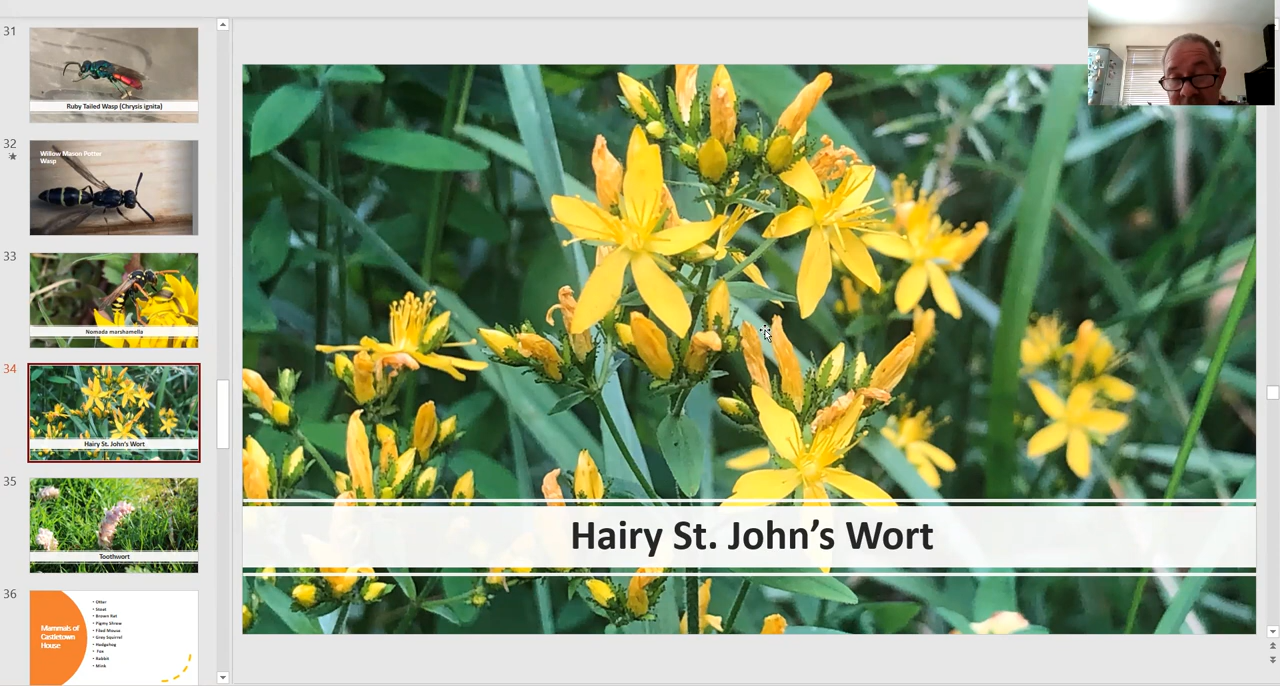 31
Ruby Tailed Wasp (Chrysis ignita)
32
Willow Mason Potter
Wasp
33
Nomada marshamella
34
Hairy St. John's Wort
35
Toothwort
36
Mammals of
Castletown
House
• Otter
• Stoat
• Brown Rat
• Pigmy Shrew
• Filed Mouse
• Grey Squirrel
• Hedgehog
• Fox
• Rabbit
• Mink
Hairy St. John’s Wort